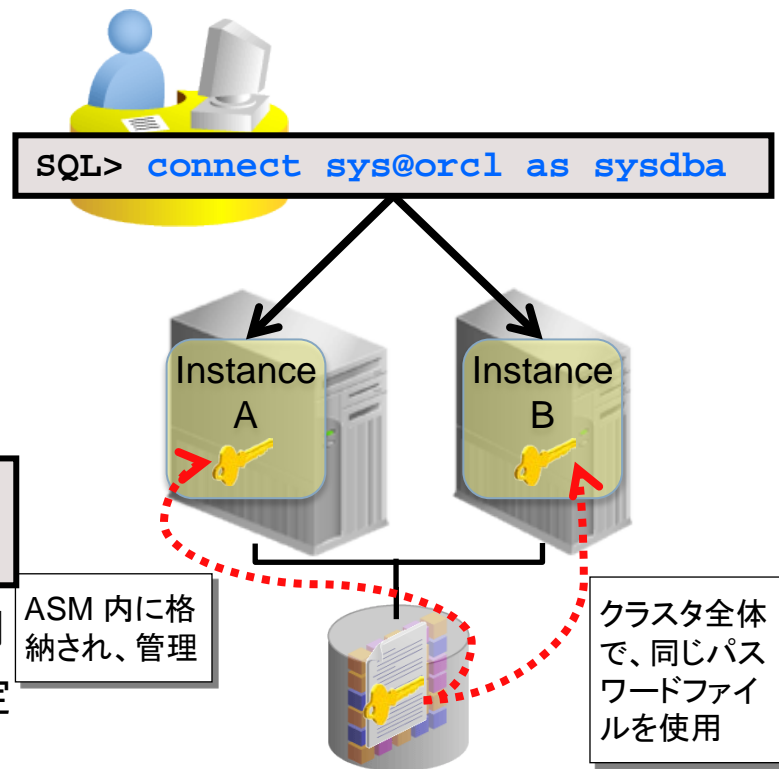 SQL> connect sys@orcl as sysdba
Instance
A
Instance
B
ASM 内に格
納され、管理
クラスタ全体
で、同じパス
ワードファイ
ルを使用